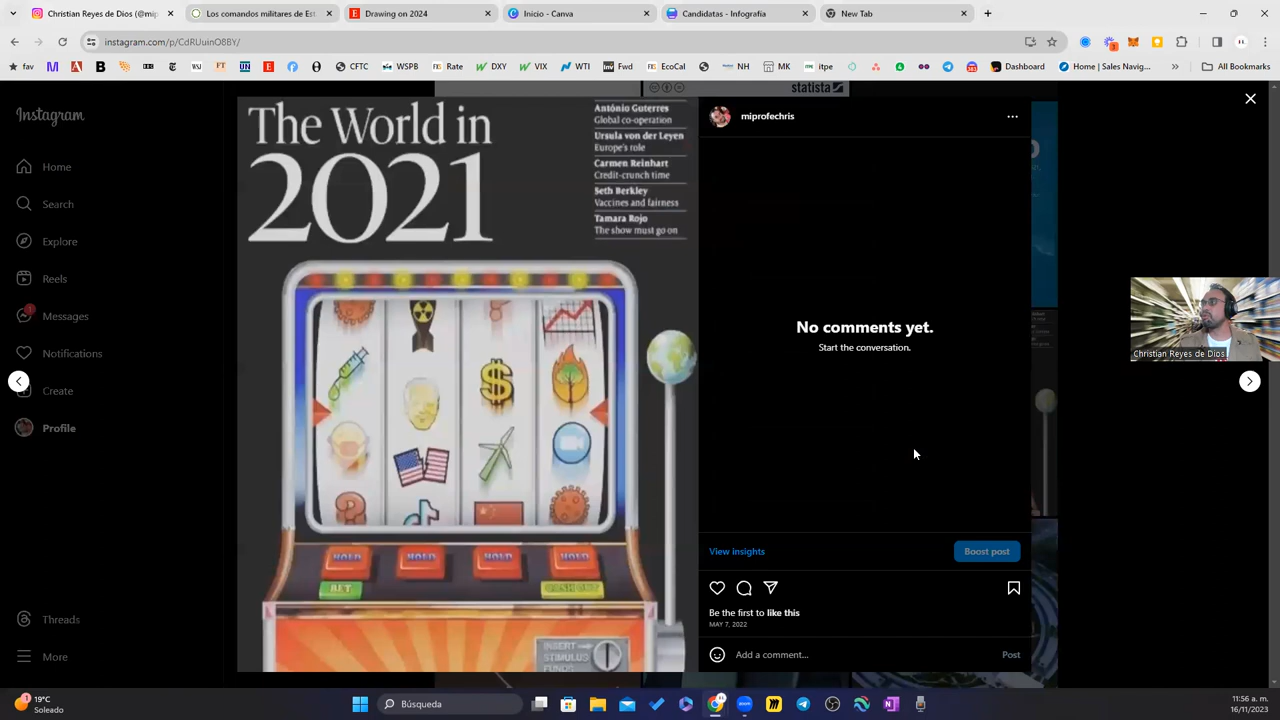 Christian Reyes de Dios (@mip
Los comandos militares de Est
Drawing on 2024
Inicio - Canva
Candidatas - Infografía
New Tab
instagram.com/p/CdRUuinO8BY/
fav
CFTC
WSPB
Rate
DXY
VIX
WTI
Fwd
EcoCal
NH
MK
itpe
Dashboard
Home | Sales Navig...
All Bookmarks
statista
Instagram
Home
Search
Explore
Reels
Messages
Notifications
Create
Profile
Threads
More
The World in
2021
António Guterres
Global co-operation
Ursula von der Leyen
Europe's role
Carmen Reinhart
Credit-crunch time
Seth Berkley
Vaccines and fairness
Tamara Rojo
The show must go on
HOLD
HOLD
HOLD
HOLD
BET
CASH OUT
INSERT
STIMULUS
FUNDS
miprofechris
No comments yet.
Start the conversation.
View insights
Boost post
Be the first to like this
MAY 7, 2022
Add a comment...
Post
Christian Reyes de Dios
19°C
Soleado
Búsqueda
11:56 a. m.
16/11/2023